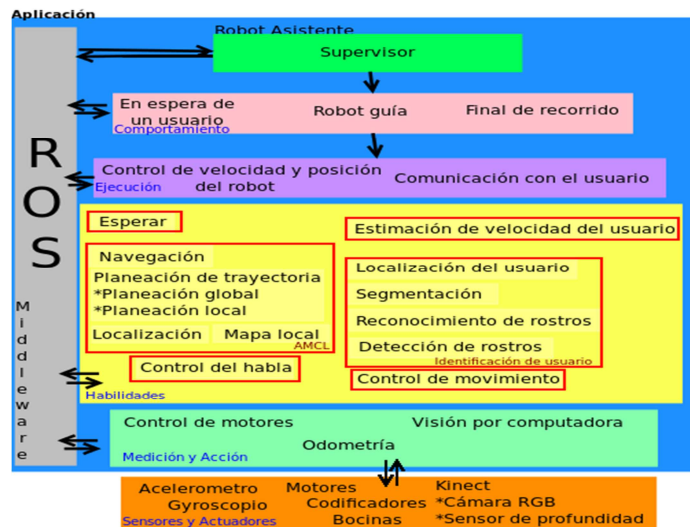 Aplicación
Robot Asistente
Supervisor
ROS
Middleware
En espera de
un usuario
Robot guía
Final de recorrido
Comportamiento
Control de velocidad y posición
del robot
Comunicación con el usuario
Ejecución
Esperar
Estimación de velocidad del usuario
Navegación
Planeación de trayectoria
*Planeación global
*Planeación local
Localización
Mapa local
AMCL
Localización del usuario
Segmentación
Reconocimiento de rostros
Detección de rostros
Identificación de usuario
Control del habla
Control de movimiento
Habilidades
Control de motores
Visión por computadora
Odometría
Medición y Acción
Acelerometro
Gyroscopio
Motores
Codificadores
Bocinas
Kinect
*Cámara RGB
*Sensor de profundidad
Sensores y Actuadores